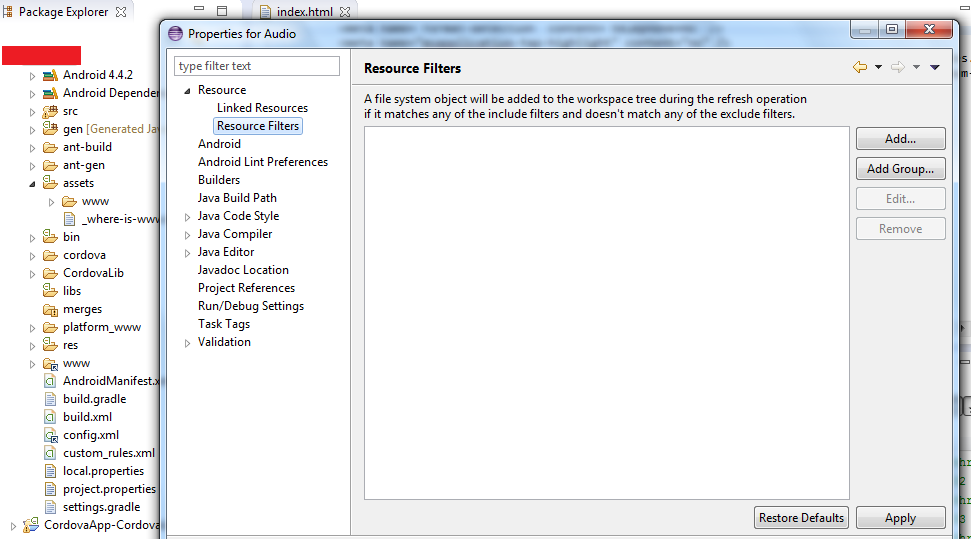 Package Explorer
index.html
Properties for Audio
Android 4.4.2
Android Depender
src
gen [Generated Ja
ant-build
ant-gen
assets
www
_where-is-www
bin
cordova
CordovaLib
libs
merges
platform_www
res
www
AndroidManifest.x
build.gradle
build.xml
config.xml
custom_rules.xml
local.properties
project.properties
settings.gradle
CordovaApp-Cordova
type filter text
Resource
Linked Resources
Resource Filters
Android
Android Lint Preferences
Builders
Java Build Path
Java Code Style
Java Compiler
Java Editor
Javadoc Location
Project References
Run/Debug Settings
Task Tags
Validation
Resource Filters
A file system object will be added to the workspace tree during the refresh operation
if it matches any of the include filters and doesn't match any of the exclude filters.
Add...
Add Group...
Edit...
Remove
Restore Defaults
Apply